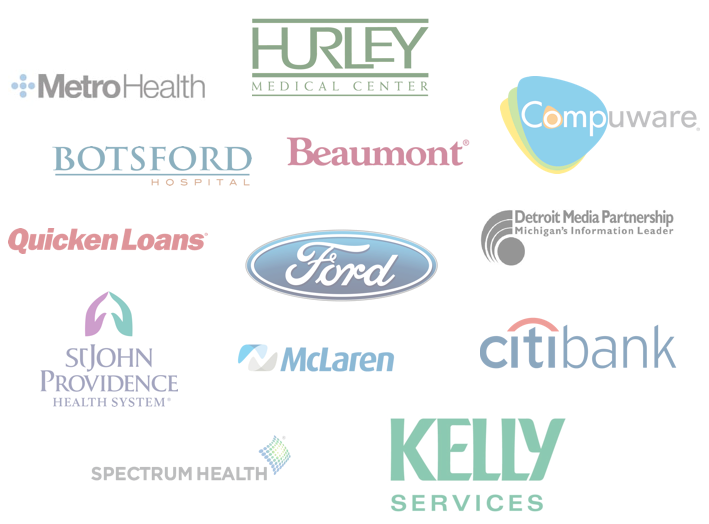 HURLEY
MEDICAL CENTER
MetroHealth
Compuware®
BOTSFORD
HOSPITAL
Beaumont®
Quicken Loans
Ford
Detroit Media Partnership
Michigan's Information Leader
ST JOHN
PROVIDENCE
HEALTH SYSTEM®
McLaren
citibank
SPECTRUM HEALTH
KELLY
SERVICES